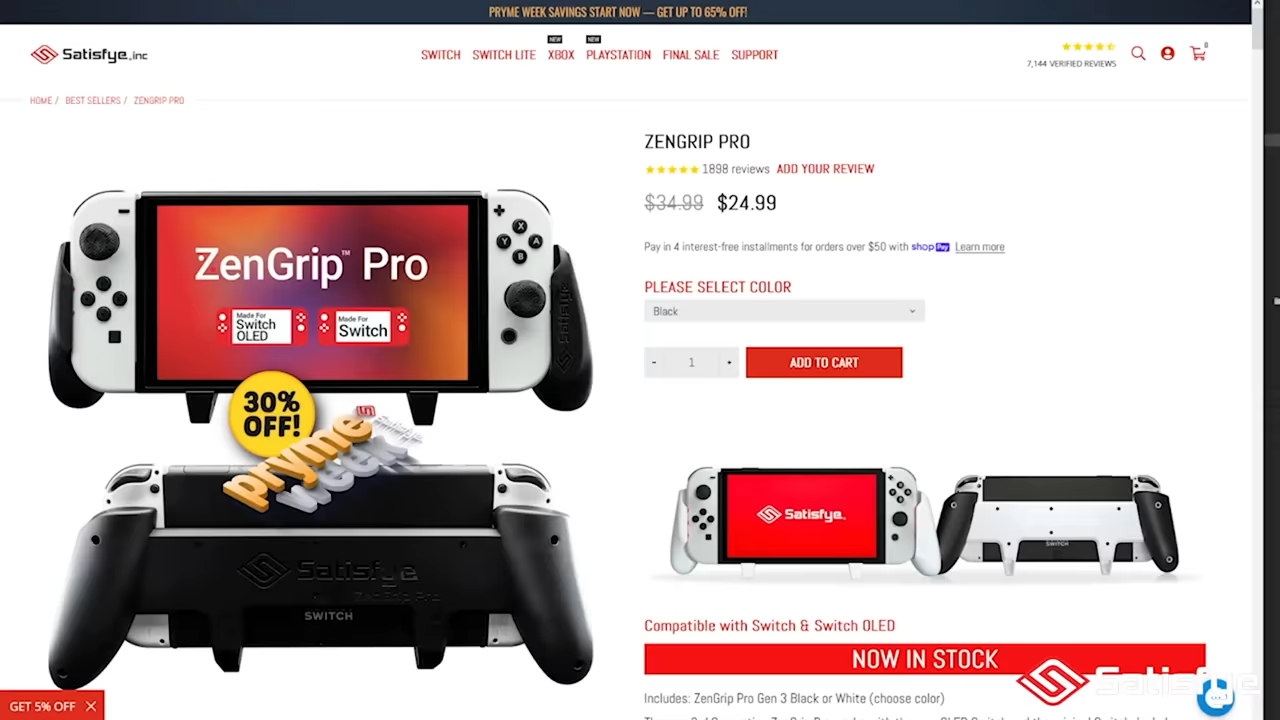 PRYME WEEK SAVINGS START NOW — GET UP TO 65% OFF!
Satisfye, inc
SWITCH
SWITCH LITE
NEW
XBOX
NEW
PLAYSTATION
FINAL SALE
SUPPORT
7,144 VERIFIED REVIEWS
0
HOME / BEST SELLERS / ZENGRIP PRO
ZENGRIP PRO
1898 reviews ADD YOUR REVIEW
$34.99 $24.99
Pay in 4 interest-free installments for orders over $50 with shop Pay Learn more
PLEASE SELECT COLOR
Black
- 1 +
ADD TO CART
ZenGrip™ Pro
Made For
Switch
OLED
Made For
Switch
X
Y
A
B
30%
OFF!
pryme
week
Satisfye
ZenGrip Pro
SWITCH
Satisfye
SWITCH
Compatible with Switch & Switch OLED
NOW IN STOCK
Includes: ZenGrip Pro Gen 3 Black or White (choose color)
GET 5% OFF X
Satisfye